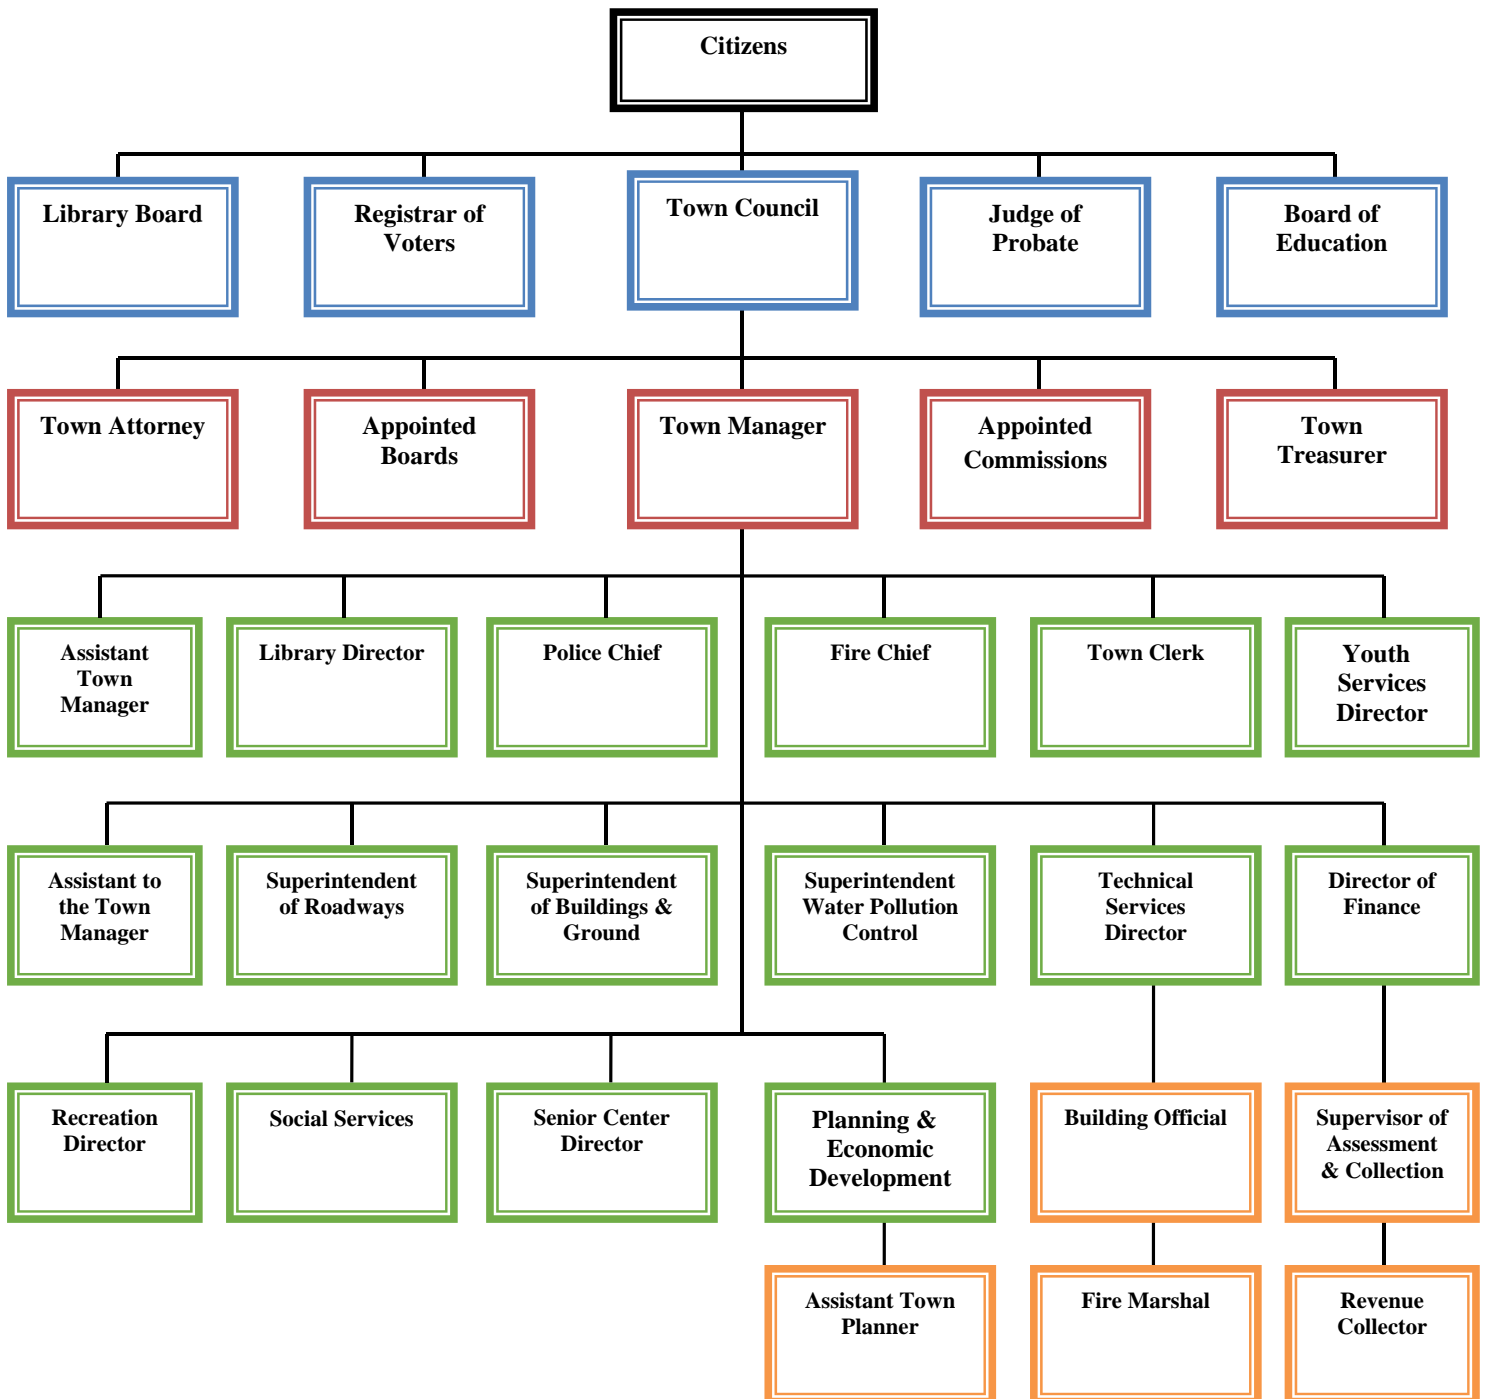 Citizens
Library Board
Registrar of
Voters
Town Council
Judge of
Probate
Board of
Education
Town Attorney
Appointed
Boards
Town Manager
Appointed
Commissions
Town
Treasurer
Assistant
Town
Manager
Library Director
Police Chief
Fire Chief
Town Clerk
Youth
Services
Director
Assistant to
the Town
Manager
Superintendent
of Roadways
Superintendent
of Buildings &
Ground
Superintendent
Water Pollution
Control
Technical
Services
Director
Director of
Finance
Recreation
Director
Social Services
Senior Center
Director
Planning &
Economic
Development
Building Official
Supervisor of
Assessment
& Collection
Assistant Town
Planner
Fire Marshal
Revenue
Collector